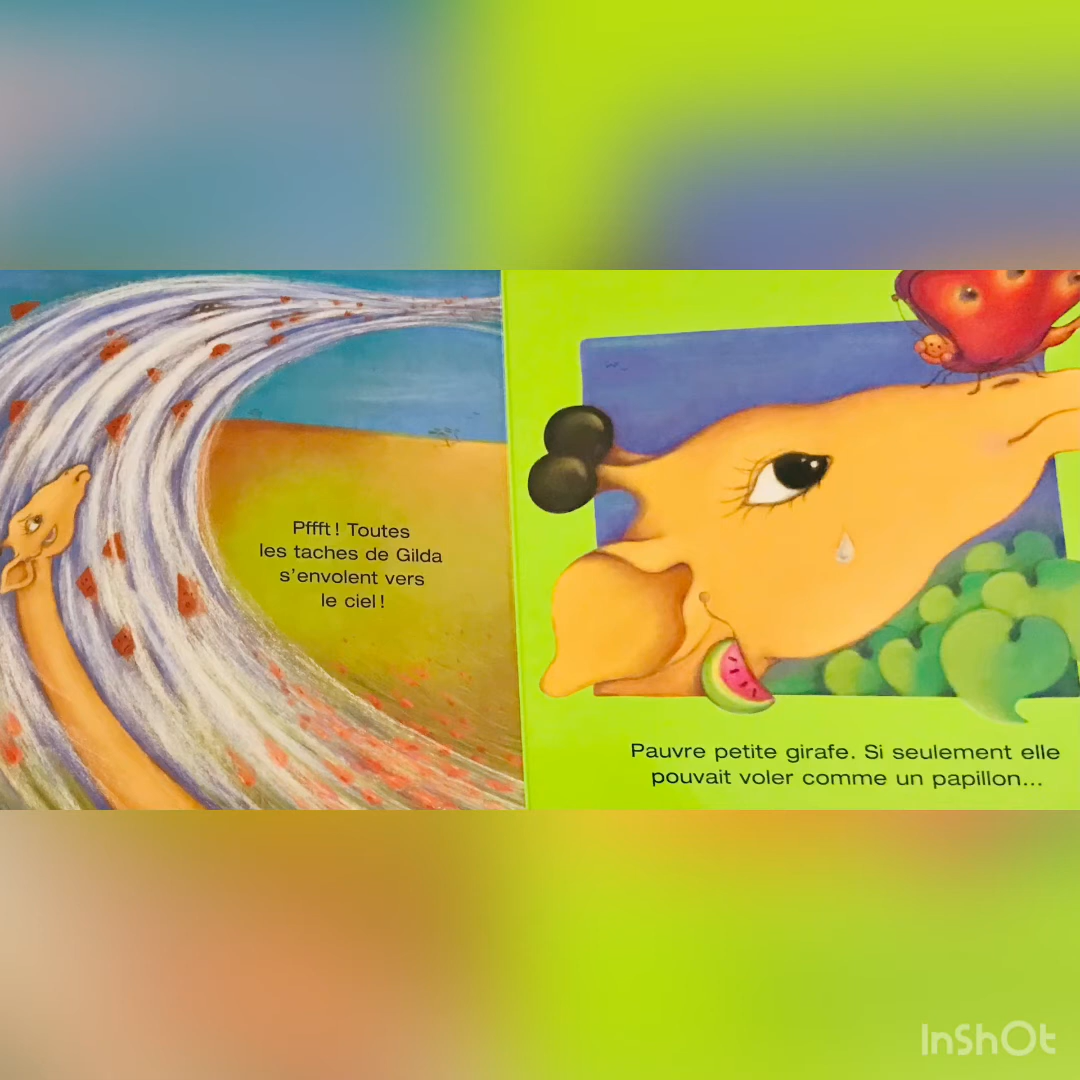 Pffft ! Toutes
les taches de Gilda
s'envolent vers
le ciel !
Pauvre petite girafe. Si seulement elle
pouvait voler comme un papillon...
InShOt